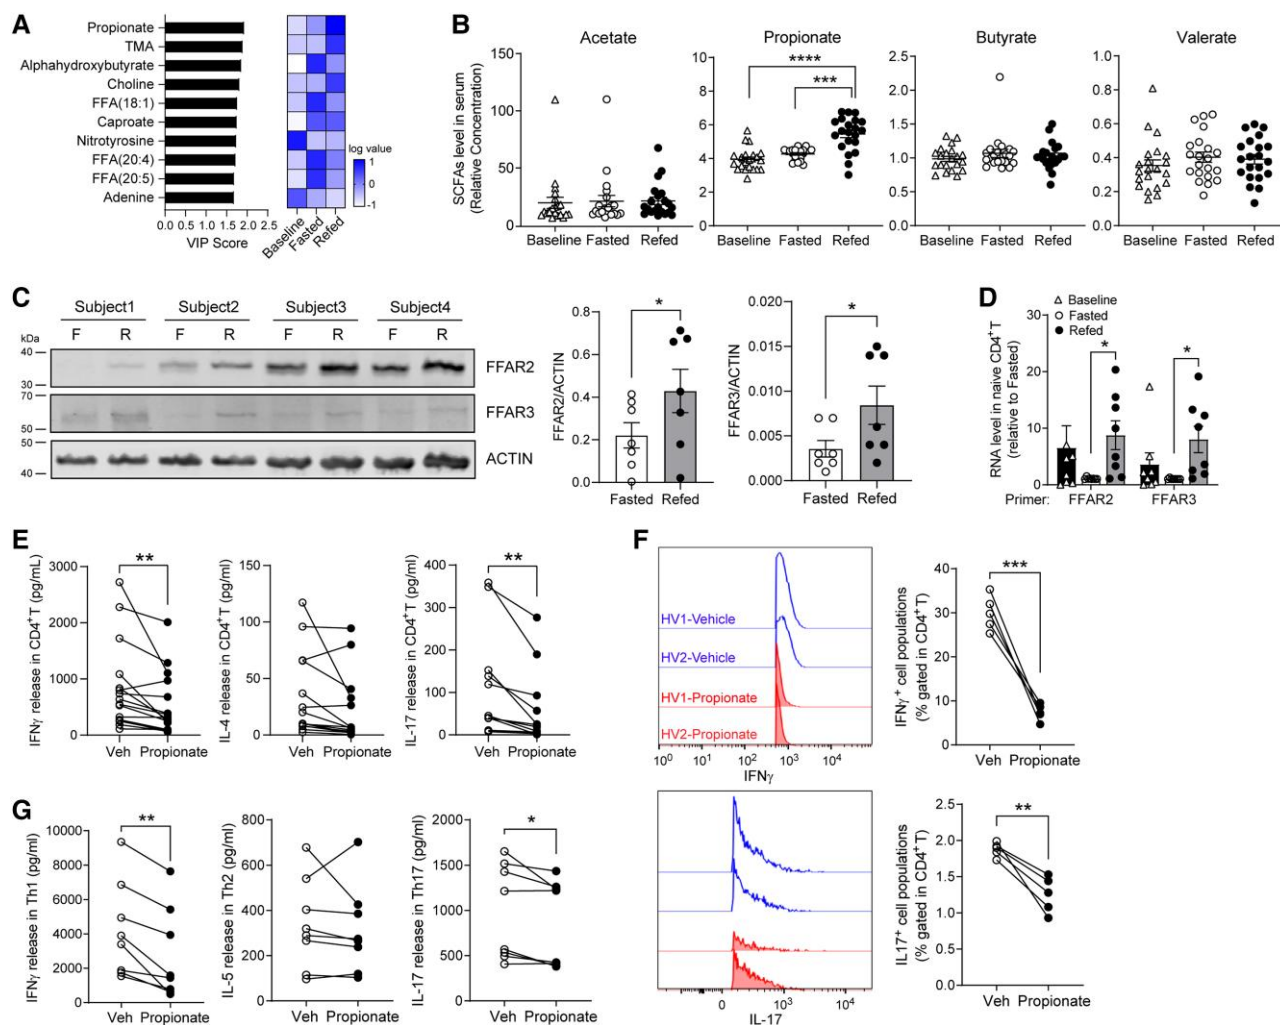 A
Propionate
TMA
Alphahydroxybutyrate
Choline
FFA(18:1)
Caproate
Nitrotyrosine
FFA(20:4)
FFA(20:5)
Adenine
0.0 0.5 1.0 1.5 2.0 2.5
VIP Score
Baseline
Fasted
Refed
log value
1
0
-1
B
SCFAs level in serum
(Relative Concentration)
Acetate
150
100
50
0
Baseline Fasted Refed
Propionate
****
***
10
8
6
4
2
0
Baseline Fasted Refed
Butyrate
2.5
2.0
1.5
1.0
0.5
0.0
Baseline Fasted Refed
Valerate
1.0
0.8
0.6
0.4
0.2
0.0
Baseline Fasted Refed
C
Subject1 Subject2 Subject3 Subject4
F R F R F R F R
kDa
40
30
FFAR2
70
50
FFAR3
50
40
ACTIN
FFAR2/ACTIN
0.8
0.6
0.4
0.2
0.0
*
Fasted Refed
FFAR3/ACTIN
0.020
0.015
0.010
0.005
0.000
*
Fasted Refed
D
Baseline
Fasted
Refed
RNA level in naive CD4+T
(relative to Fasted)
30
20
10
0
* *
Primer: FFAR2 FFAR3
E
IFNγ release in CD4+T (pg/mL)
3000
2000
1000
0
**
Veh Propionate
IL-4 release in CD4+T (pg/ml)
150
100
50
0
Veh Propionate
IL-17 release in CD4+T (pg/ml)
400
300
200
100
0
**
Veh Propionate
F
HV1-Vehicle
HV2-Vehicle
HV1-Propionate
HV2-Propionate
10^0 10^1 10^2 10^3 10^4
IFNγ
IFNγ+ cell populations
(% gated in CD4+T)
40
30
20
10
0
***
Veh Propionate
0 10^3 10^4
IL-17
IL17+ cell populations
(% gated in CD4+T)
2.5
2.0
1.5
1.0
0.5
0.0
**
Veh Propionate
G
IFNγ release in Th1 (pg/ml)
10000
8000
6000
4000
2000
0
**
Veh Propionate
IL-5 release in Th2 (pg/ml)
800
600
400
200
0
Veh Propionate
IL-17 release in Th17 (pg/ml)
2000
1500
1000
500
0
*
Veh Propionate